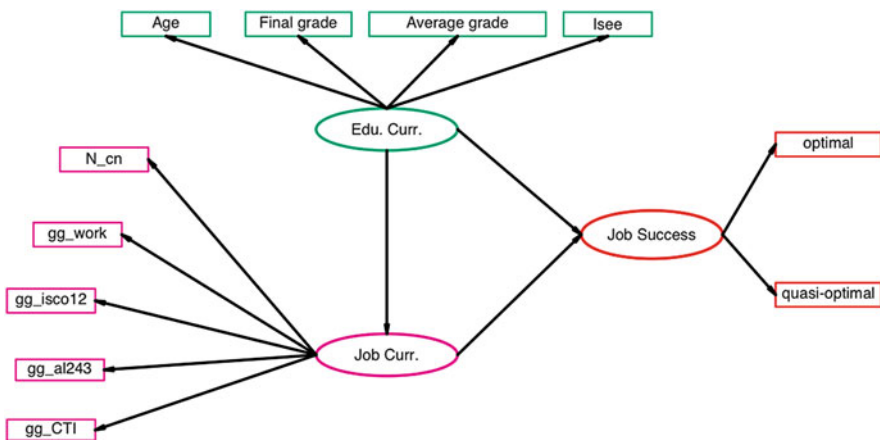 Age
Final grade
Average grade
Isee
Edu. Curr.
N_cn
optimal
gg_work
Job Success
gg_isco12
quasi-optimal
Job Curr.
gg_al243
gg_CTI